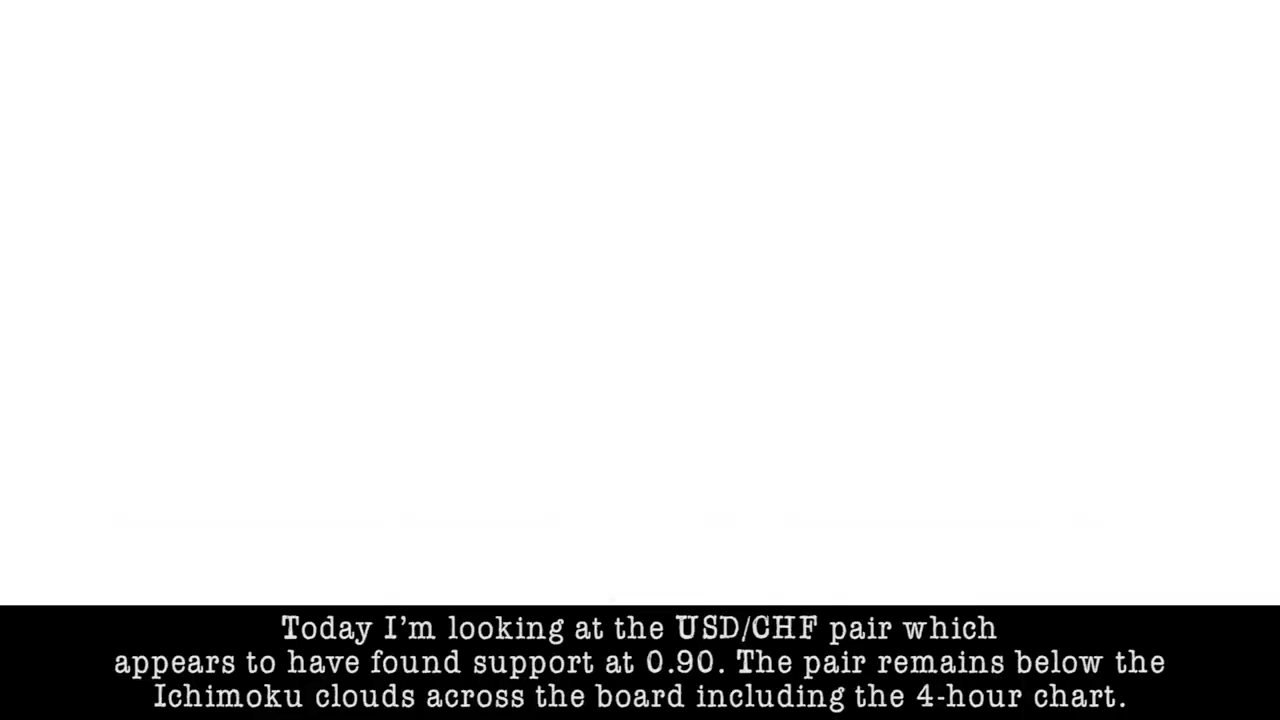 Today I'm looking at the USD/CHF pair which
appears to have found support at 0.90. The pair remains below the
Ichimoku clouds across the board including the 4-hour chart.